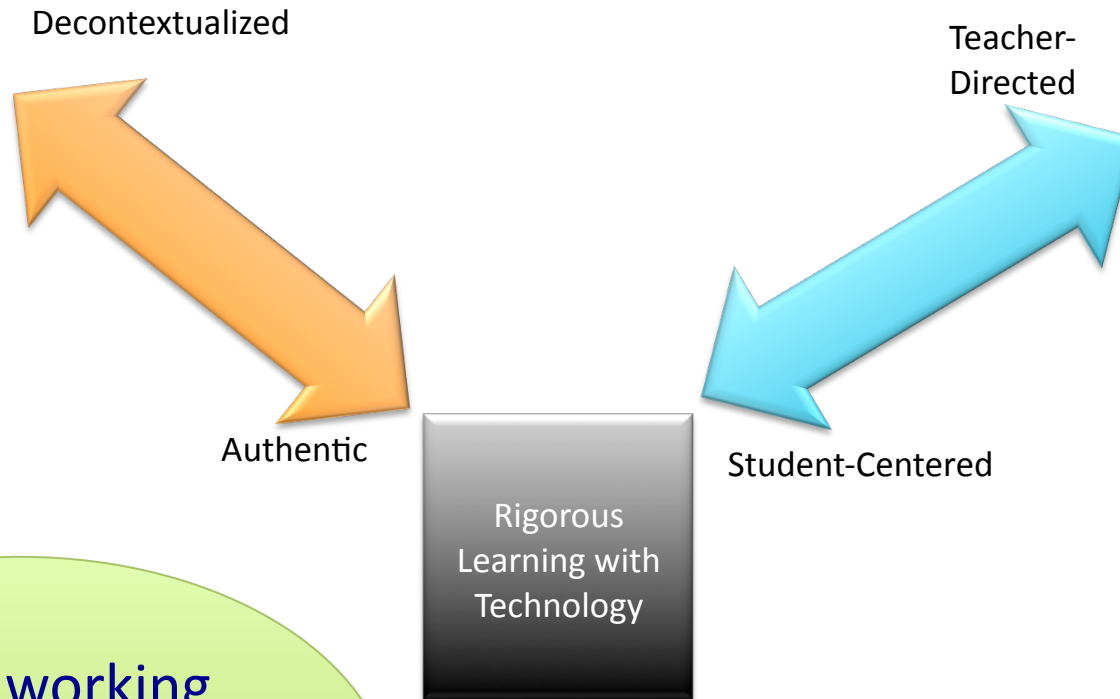 Decontextualized
Teacher-
Directed
Authentic
Student-Centered
Rigorous
Learning with
Technology
working